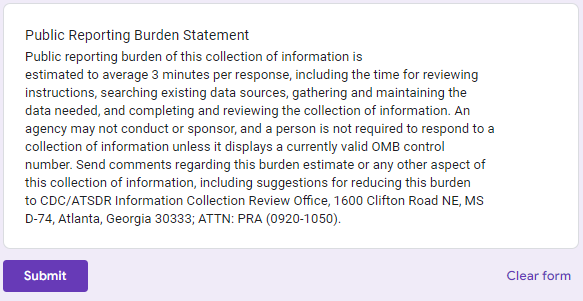 Public Reporting Burden Statement
Public reporting burden of this collection of information is
estimated to average 3 minutes per response, including the time for reviewing
instructions, searching existing data sources, gathering and maintaining the
data needed, and completing and reviewing the collection of information. An
agency may not conduct or sponsor, and a person is not required to respond to a
collection of information unless it displays a currently valid OMB control
number. Send comments regarding this burden estimate or any other aspect of
this collection of information, including suggestions for reducing this burden
to CDC/ATSDR Information Collection Review Office, 1600 Clifton Road NE, MS
D-74, Atlanta, Georgia 30333; ATTN: PRA (0920-1050).
Submit
Clear form